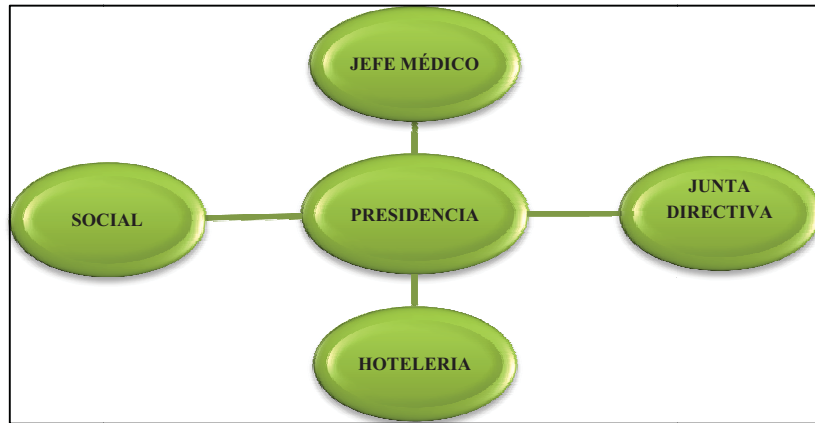 JEFE MÉDICO
SOCIAL
PRESIDENCIA
JUNTA
DIRECTIVA
HOTELERIA